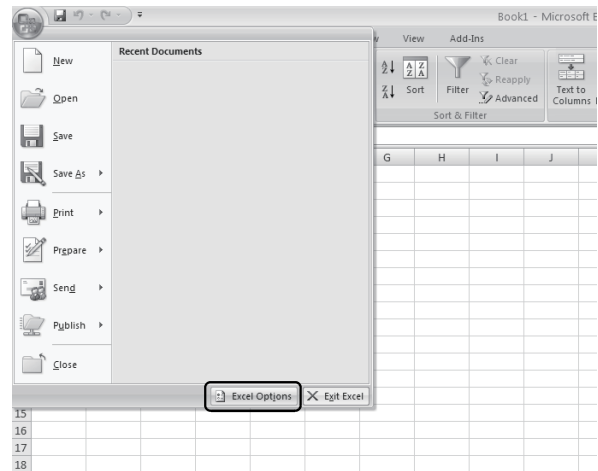 Book1 - Microsoft E
View Add-Ins
Recent Documents
New
Open
Save
Save As
Print
Prepare
Send
Publish
Close
Excel Options
Exit Excel
Sort
Filter
Clear
Reapply
Advanced
Text to
Columns
Sort & Filter
G H I J
15
16
17
18